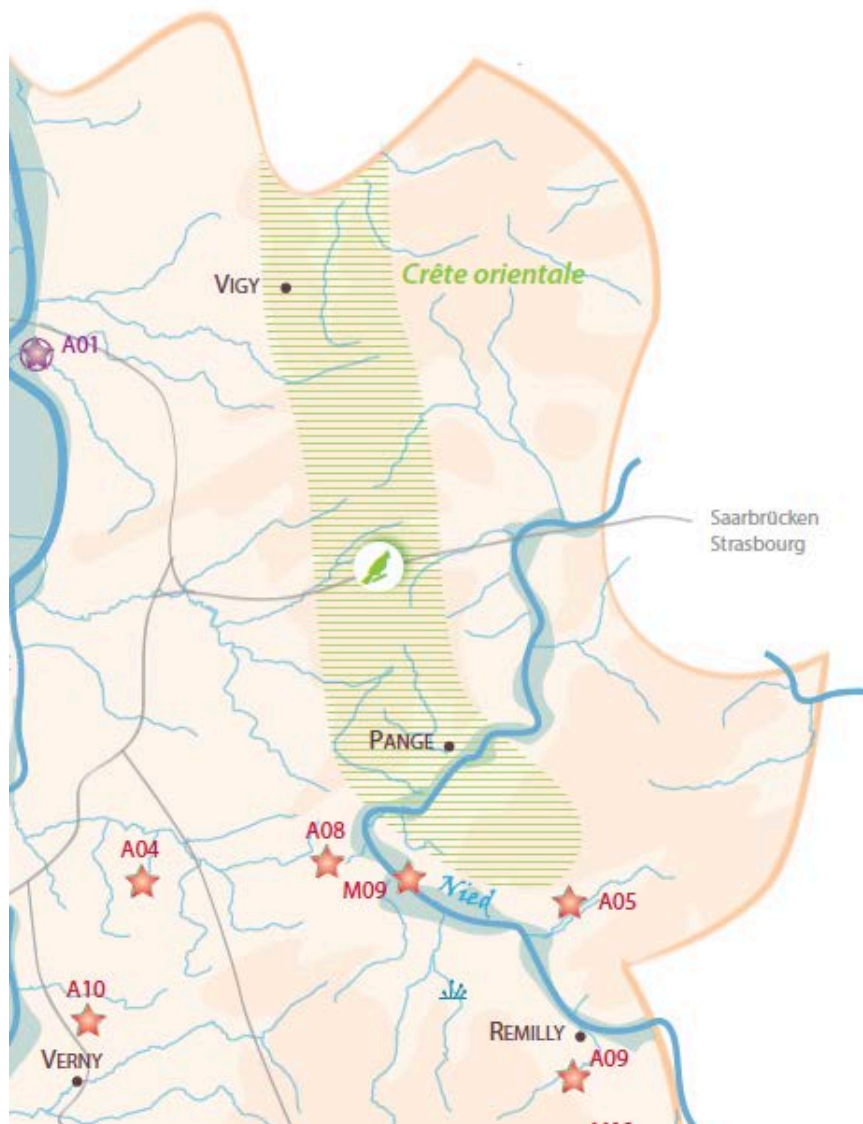 Crête orientale
VIGY
A01
Saarbrücken
Strasbourg
PANGE
A08
A04
M09
Nied
A05
A10
REMILLY
VERNY
A09